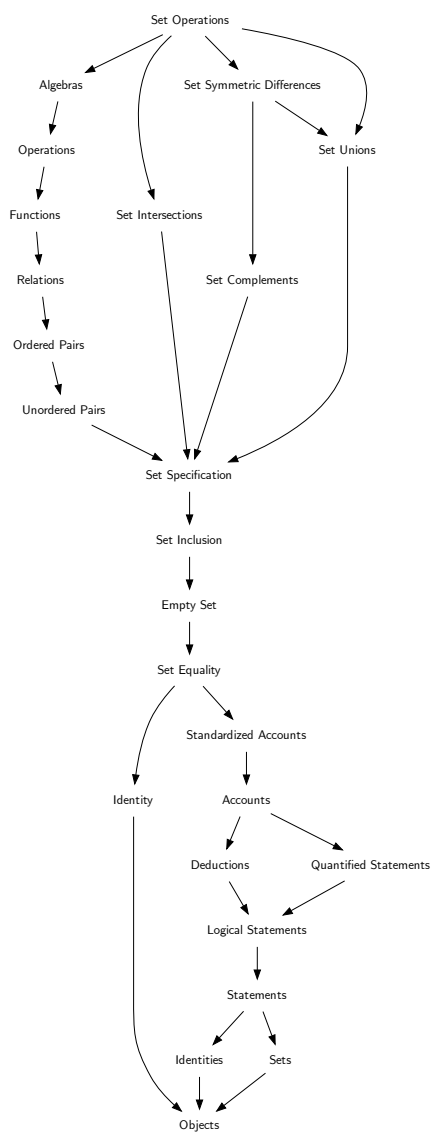 Set Operations
Algebras
Set Symmetric Differences
Operations
Set Unions
Functions
Set Intersections
Relations
Set Complements
Ordered Pairs
Unordered Pairs
Set Specification
Set Inclusion
Empty Set
Set Equality
Standardized Accounts
Identity
Accounts
Deductions
Quantified Statements
Logical Statements
Statements
Identities
Sets
Objects